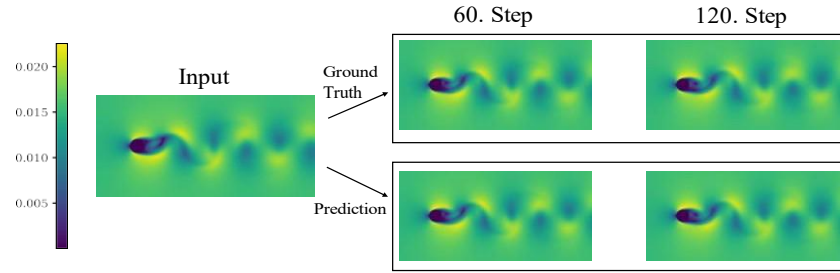 60. Step
120. Step
Input
Ground
Truth
Prediction
0.020
0.015
0.010
0.005